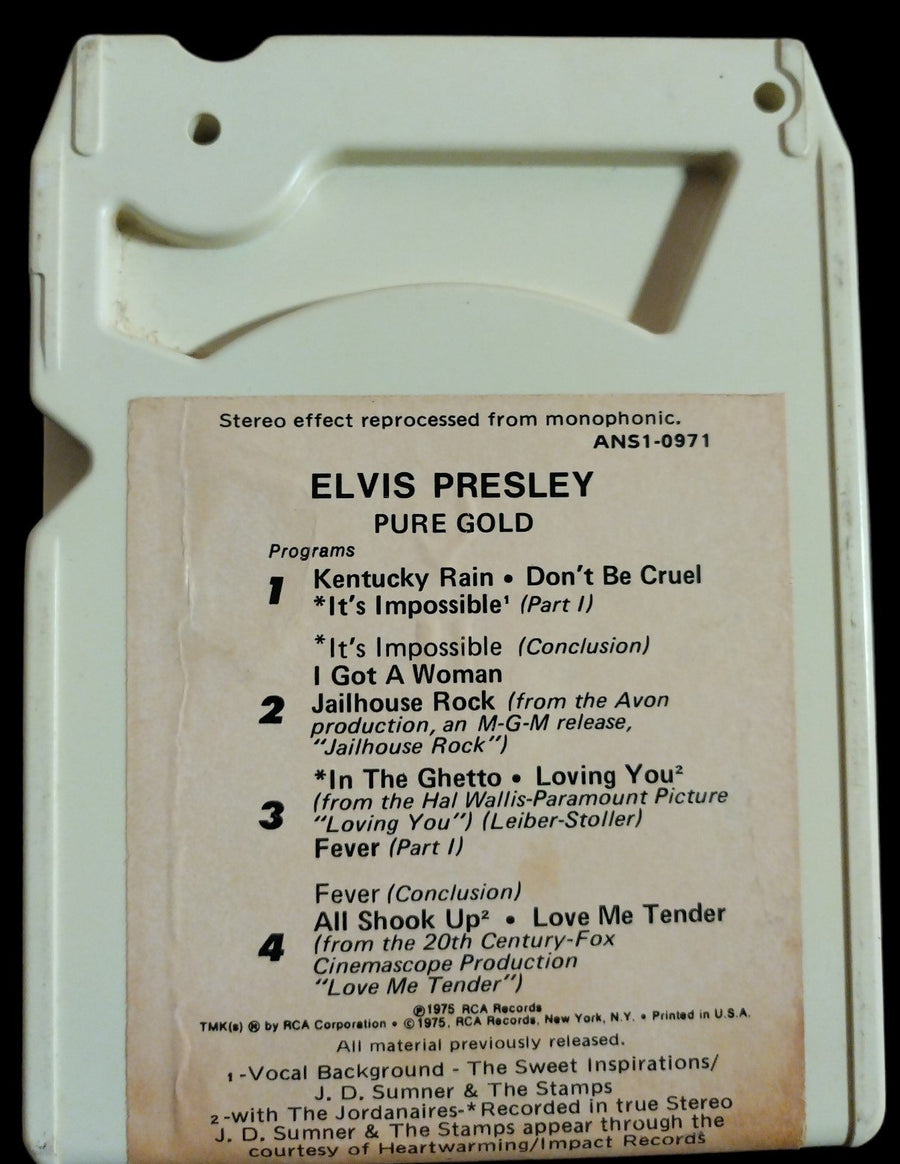 Stereo effect reprocessed from monophonic.
ANS1-0971
ELVIS PRESLEY
PURE GOLD
Programs
1 Kentucky Rain • Don't Be Cruel
*It's Impossible¹ (Part I)
*It's Impossible (Conclusion)
I Got A Woman
2 Jailhouse Rock (from the Avon
production, an M-G-M release,
"Jailhouse Rock")
*In The Ghetto • Loving You²
(from the Hal Wallis-Paramount Picture
3 "Loving You") (Leiber-Stoller)
Fever (Part I)
Fever (Conclusion)
All Shook Up² • Love Me Tender
4 (from the 20th Century-Fox
Cinemascope Production
"Love Me Tender")
℗1975 RCA Records
TMK(s) ® by RCA Corporation • ©1975, RCA Records, New York, N.Y. • Printed in U.S.A.
All material previously released.
1-Vocal Background - The Sweet Inspirations/
J. D. Sumner & The Stamps
2-with The Jordanaires-*Recorded in true Stereo
J. D. Sumner & The Stamps appear through the
courtesy of Heartwarming/Impact Records